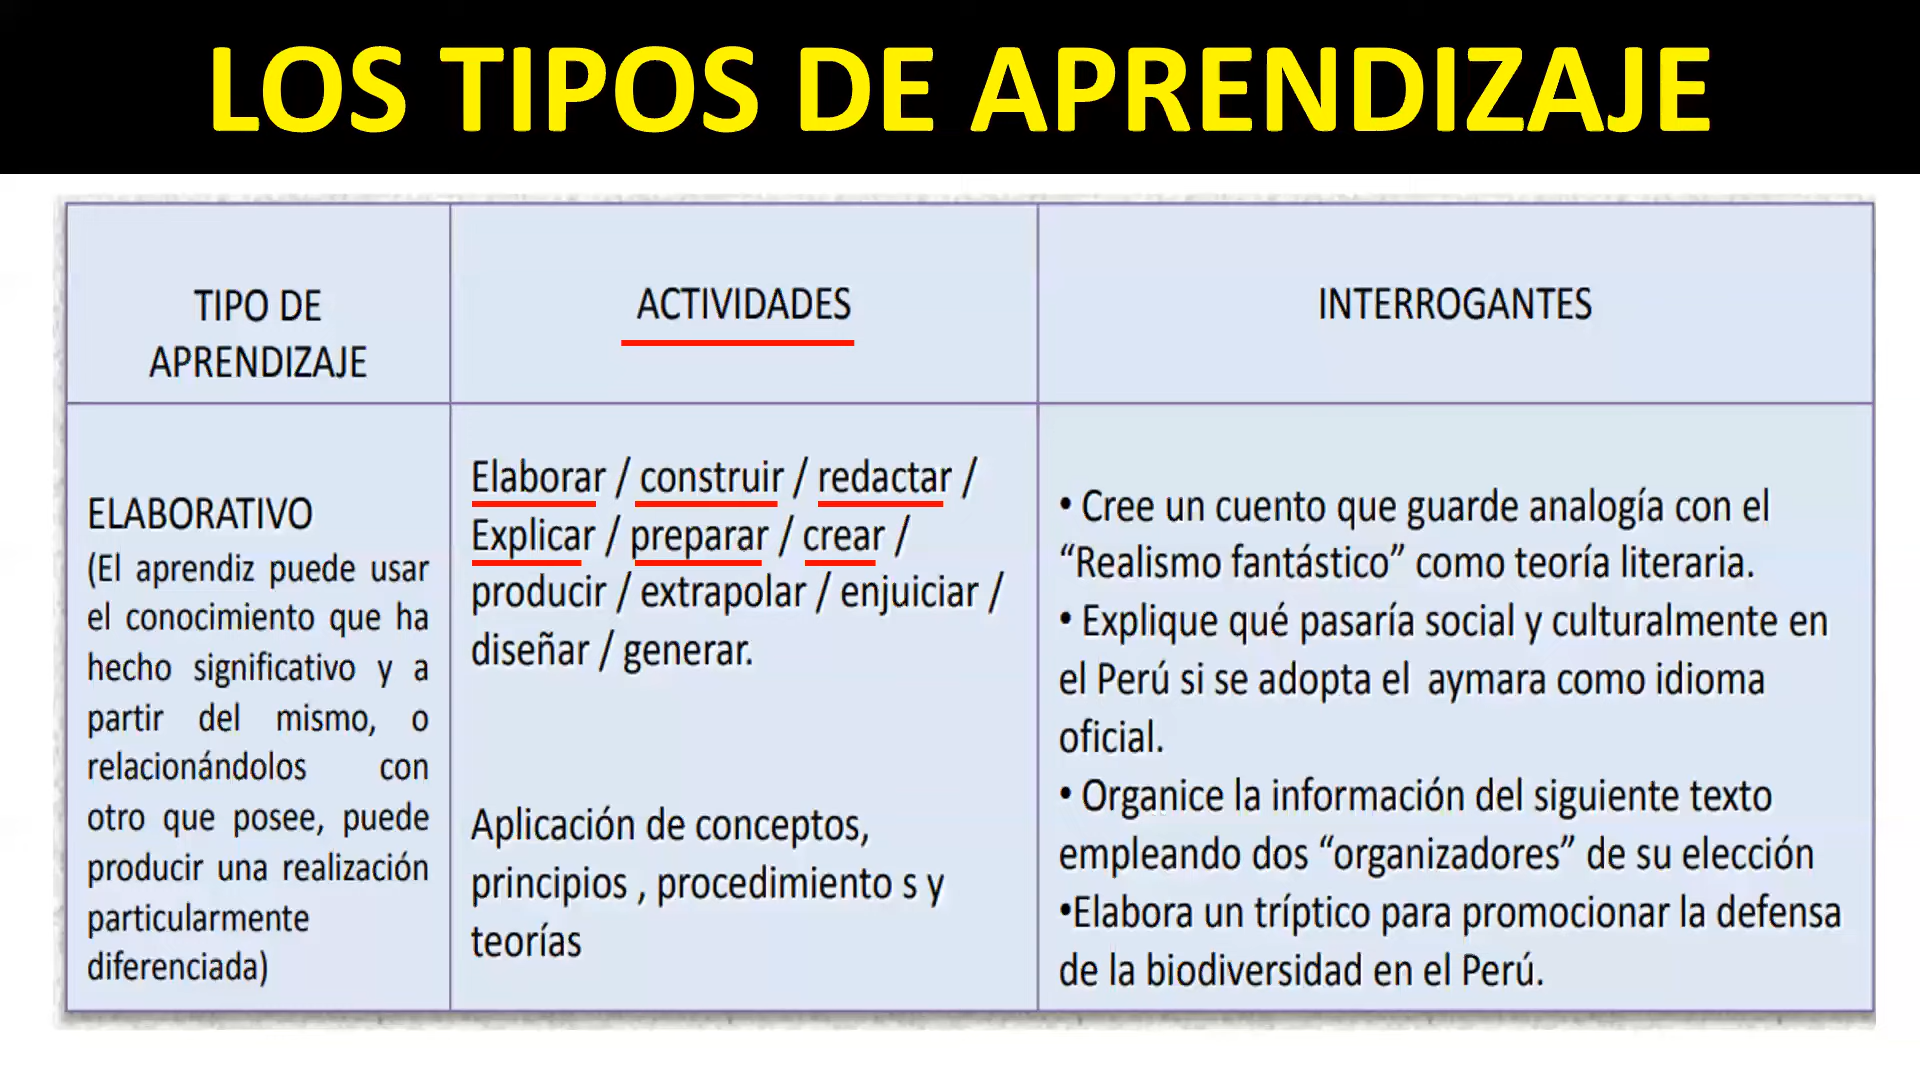 LOS TIPOS DE APRENDIZAJE
TIPO DE
APRENDIZAJE
ACTIVIDADES
INTERROGANTES
ELABORATIVO
(El aprendiz puede usar
el conocimiento que ha
hecho significativo y a
partir del mismo, o
relacionándolos con
otro que posee, puede
producir una realización
particularmente
diferenciada)
Elaborar / construir / redactar /
Explicar / preparar / crear /
producir / extrapolar / enjuiciar /
diseñar / generar.
Aplicación de conceptos,
principios , procedimiento s y
teorías
• Cree un cuento que guarde analogía con el
“Realismo fantástico” como teoría literaria.
• Explique qué pasaría social y culturalmente en
el Perú si se adopta el aymara como idioma
oficial.
• Organice la información del siguiente texto
empleando dos “organizadores” de su elección
•Elabora un tríptico para promocionar la defensa
de la biodiversidad en el Perú.